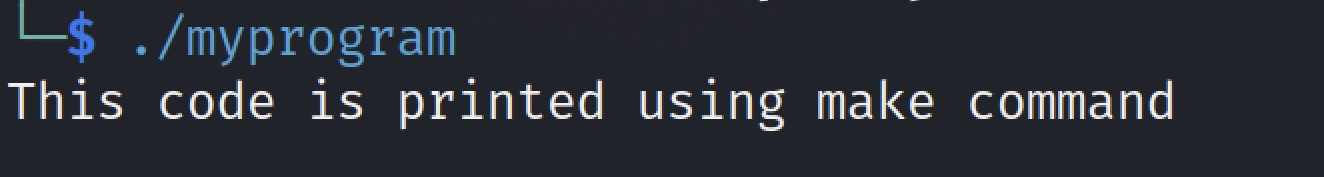 $ ./myprogram
This code is printed using make command